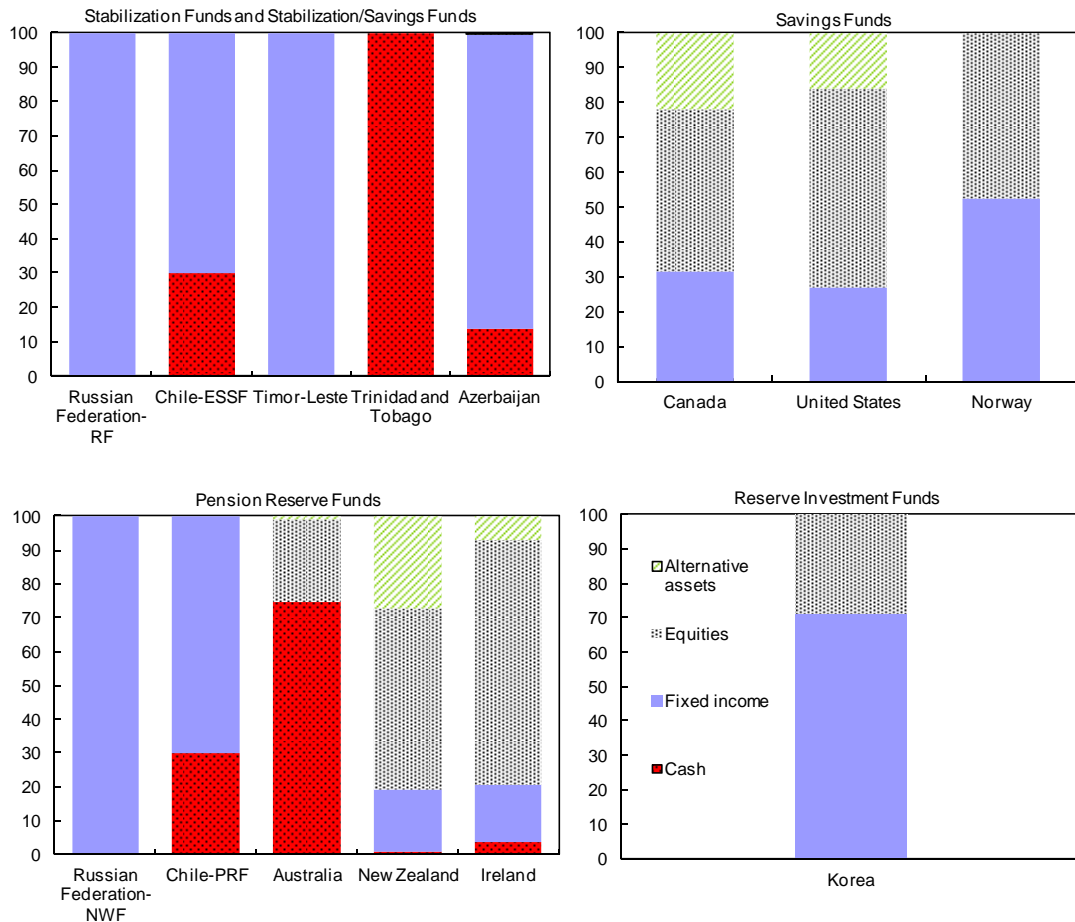 Stabilization Funds and Stabilization/Savings Funds
100
90
80
70
60
50
40
30
20
10
0
Russian Federation-RF
Chile-ESSF
Timor-Leste
Trinidad and Tobago
Azerbaijan
Savings Funds
100
90
80
70
60
50
40
30
20
10
0
Canada
United States
Norway
Pension Reserve Funds
100
90
80
70
60
50
40
30
20
10
0
Russian Federation-NWF
Chile-PRF
Australia
New Zealand
Ireland
Reserve Investment Funds
100
90
80
70
60
50
40
30
20
10
0
Alternative assets
Equities
Fixed income
Cash
Korea